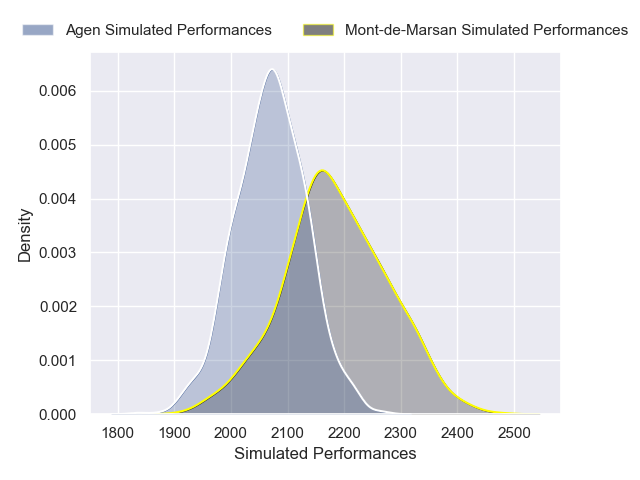 Agen Simulated Performances
Mont-de-Marsan Simulated Performances
0.006
0.005
0.004
0.003
0.002
0.001
0.000
Density
1800 1900 2000 2100 2200 2300 2400 2500
Simulated Performances